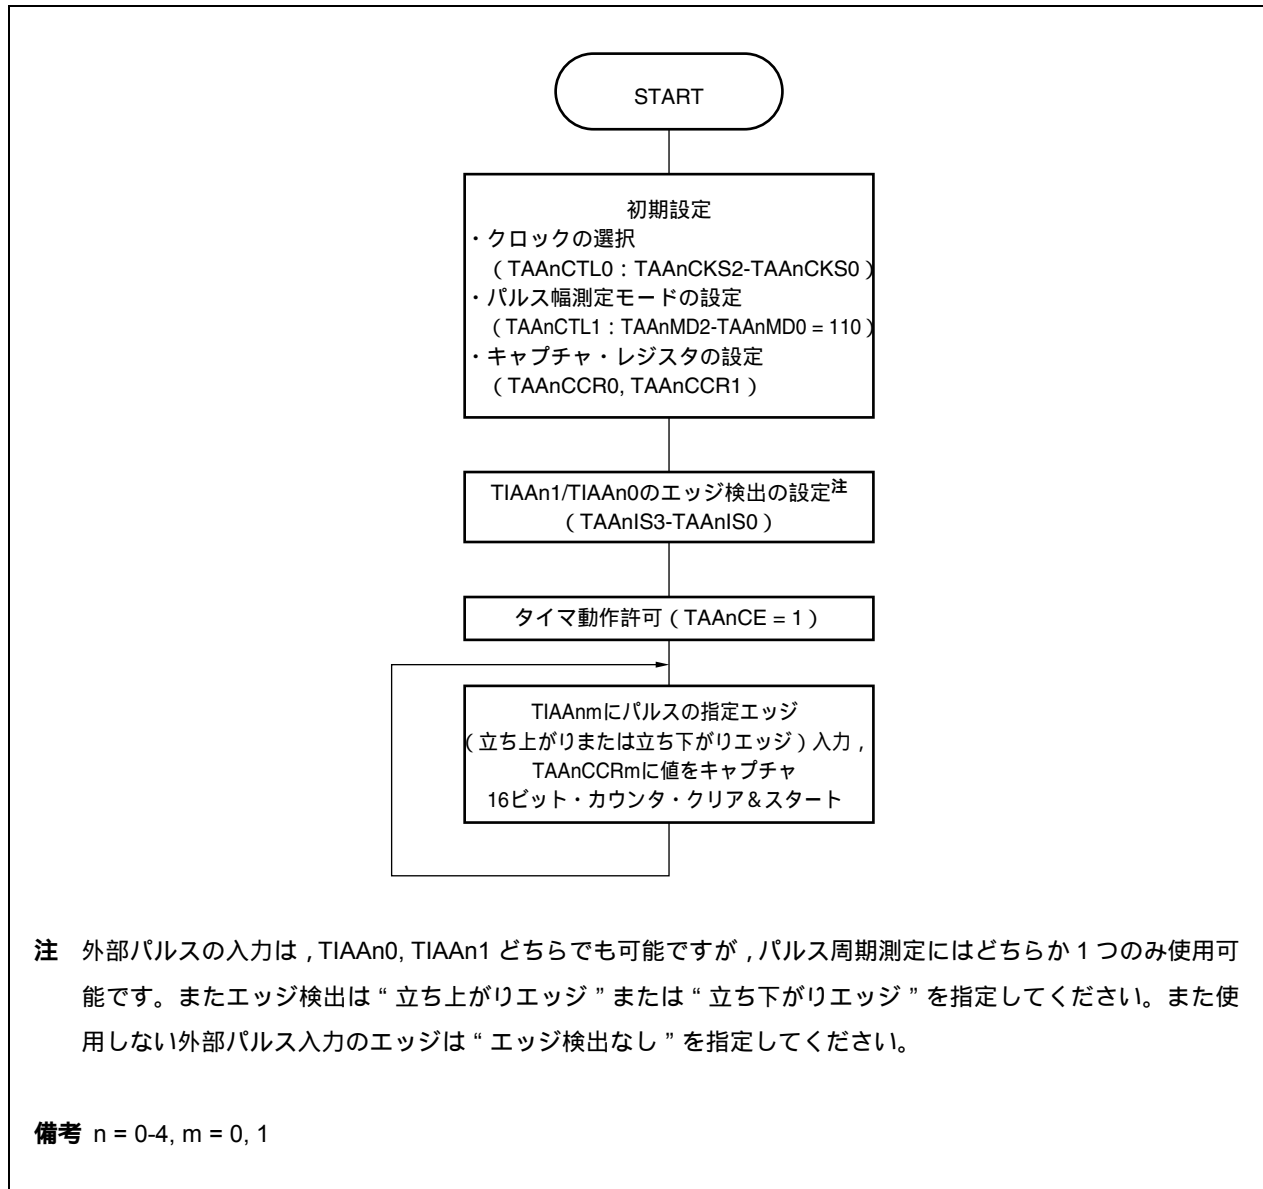 START
初期設定
・クロックの選択
（TAAnCTL0：TAAnCKS2-TAAnCKS0）
・パルス幅測定モードの設定
（TAAnCTL1：TAAnMD2-TAAnMD0 = 110）
・キャプチャ・レジスタの設定
（TAAnCCR0, TAAnCCR1）
TIAAn1/TIAAn0のエッジ検出の設定注
（TAAnIS3-TAAnIS0）
タイマ動作許可（TAAnCE = 1）
TIAAnmにパルスの指定エッジ
（立ち上がりまたは立ち下がりエッジ）入力，
TAAnCCRmに値をキャプチャ
16ビット・カウンタ・クリア＆スタート
注 外部パルスの入力は，TIAAn0, TIAAn1 どちらでも可能ですが，パルス周期測定にはどちらか 1 つのみ使用可
能です。またエッジ検出は“ 立ち上がりエッジ ”または“ 立ち下がりエッジ ”を指定してください。また使
用しない外部パルス入力のエッジは“ エッジ検出なし ”を指定してください。
備考 n = 0-4, m = 0, 1